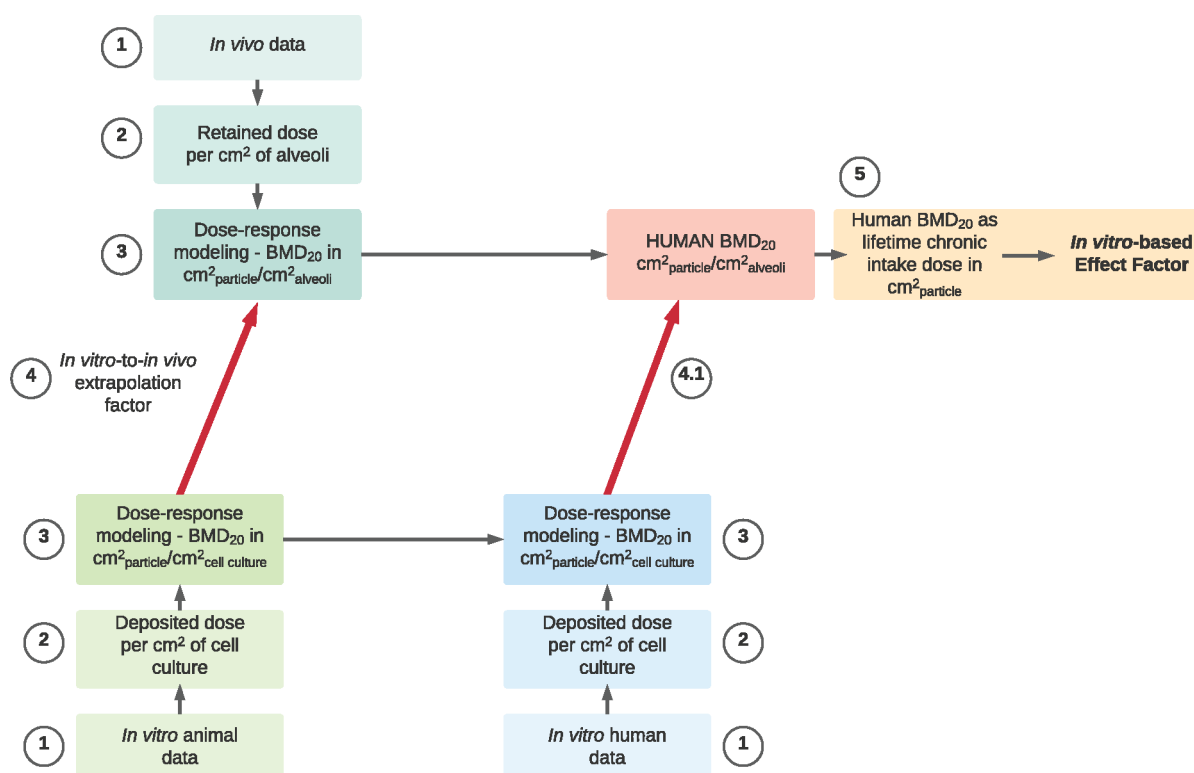 1
In vivo data
2
Retained dose
per cm² of alveoli
3
Dose-response
modeling - BMD₂₀ in
cm²particle/cm²alveoli
HUMAN BMD₂₀
cm²particle/cm²alveoli
5
Human BMD₂₀ as
lifetime chronic
intake dose in
cm²particle
In vitro-based
Effect Factor
4
In vitro-to-in vivo
extrapolation
factor
4.1
3
Dose-response
modeling - BMD₂₀ in
cm²particle/cm²cell culture
2
Deposited dose
per cm² of cell
culture
1
In vitro animal
data
Dose-response
modeling - BMD₂₀ in
cm²particle/cm²cell culture
3
Deposited dose
per cm² of cell
culture
2
In vitro human
data
1